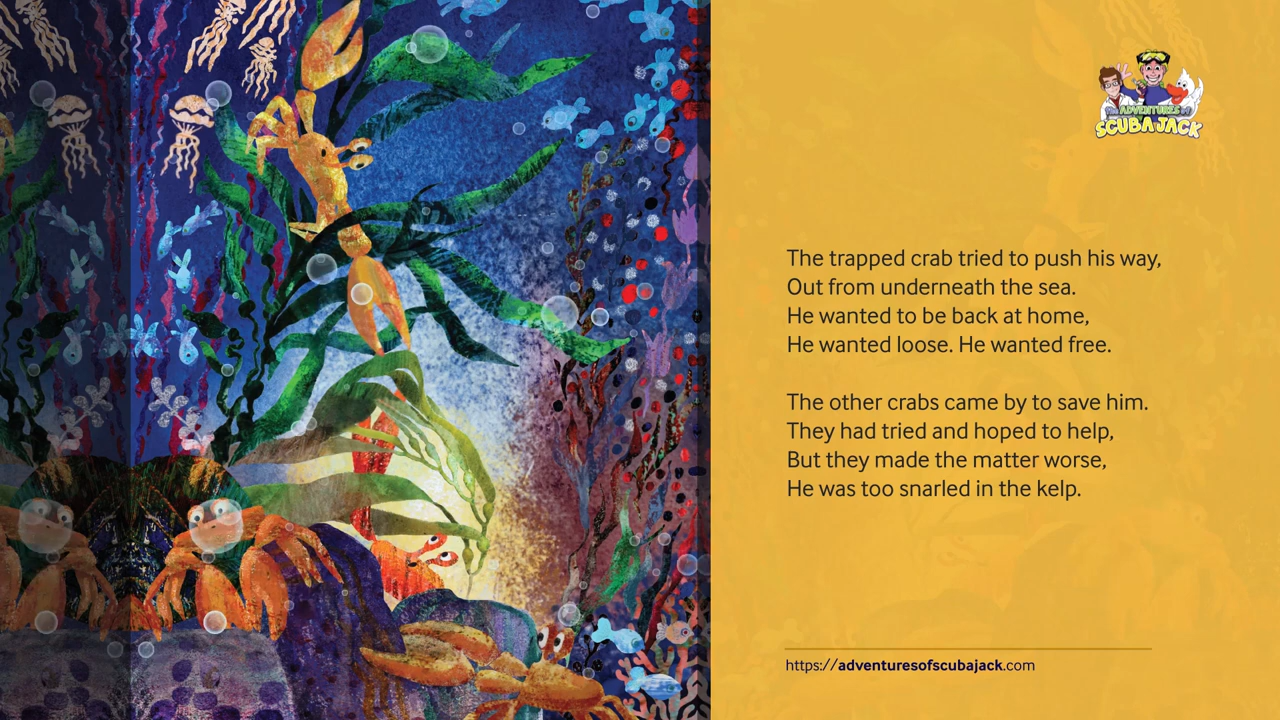 The ADVENTURES of
SCUBA JACK
The trapped crab tried to push his way,
Out from underneath the sea.
He wanted to be back at home,
He wanted loose. He wanted free.
The other crabs came by to save him.
They had tried and hoped to help,
But they made the matter worse,
He was too snarled in the kelp.
https://adventuresofscubajack.com